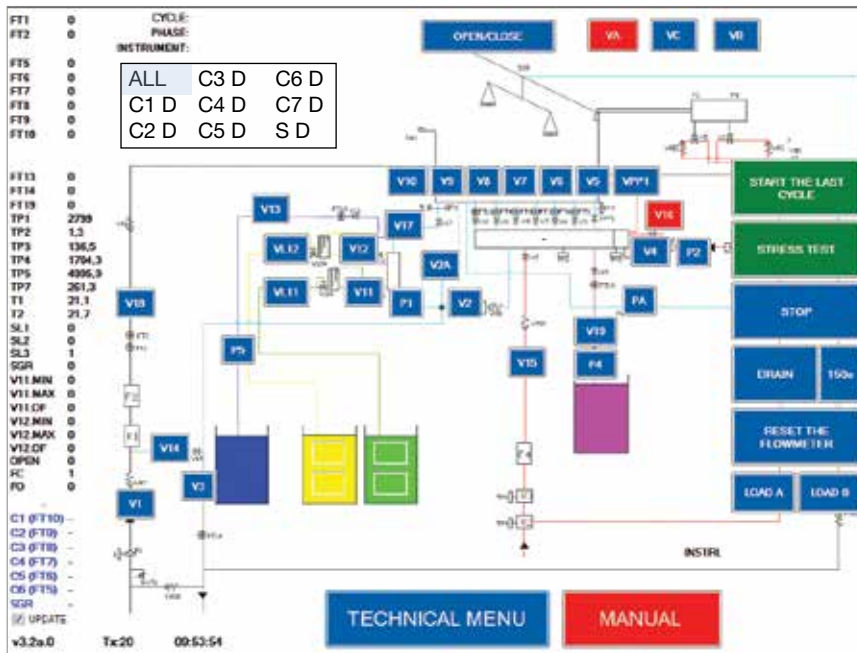 FT1 0
FT2 0
FT5 0
FT6 0
FT7 0
FT8 0
FT9 0
FT10 0
FT13 0
FT14 0
FT19 0
TP1 2799
TP2 1,3
TP3 136,5
TP4 1704,3
TP5 4995,9
TP7 261,3
T1 21,1
T2 21,7
SL1 0
SL2 0
SL3 1
SGR 0
V11.MIN 0
V11.MAX 0
V11.OF 0
V12.MIN 0
V12.MAX 0
V12.OF 0
OPEN 0
FC 1
FO 0
C1 (FT10) -
C2 (FT9) -
C3 (FT8) -
C4 (FT7) -
C5 (FT6) -
C6 (FT5) -
SGR -
UPDATE
v3.2a.0 Tx:20 09:53:54
CYCLE:
PHASE:
INSTRUMENT:
ALL C3 D C6 D
C1 D C4 D C7 D
C2 D C5 D S D
OPEN/CLOSE
VA
VC
VB
V10
V9
V8
V7
V6
V5
VPP1
V13
V17
V16
VL12
V12
V4
P2
V2A
VL11
V11
P1
V2
PA
V18
V19
P5
V15
P4
V14
V3
V1
START THE LAST
CYCLE
STRESS TEST
STOP
DRAIN
150s
RESET THE
FLOWMETER
LOAD A
LOAD B
TECHNICAL MENU
MANUAL